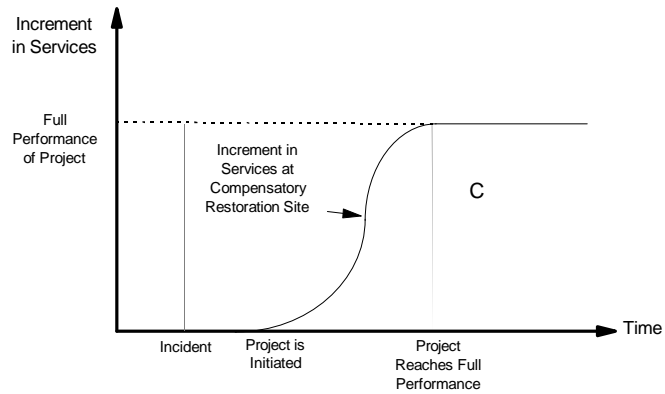 Increment
in Services
Full
Performance
of Project
Increment in
Services at
Compensatory
Restoration Site
C
Time
Incident
Project is
Initiated
Project
Reaches Full
Performance